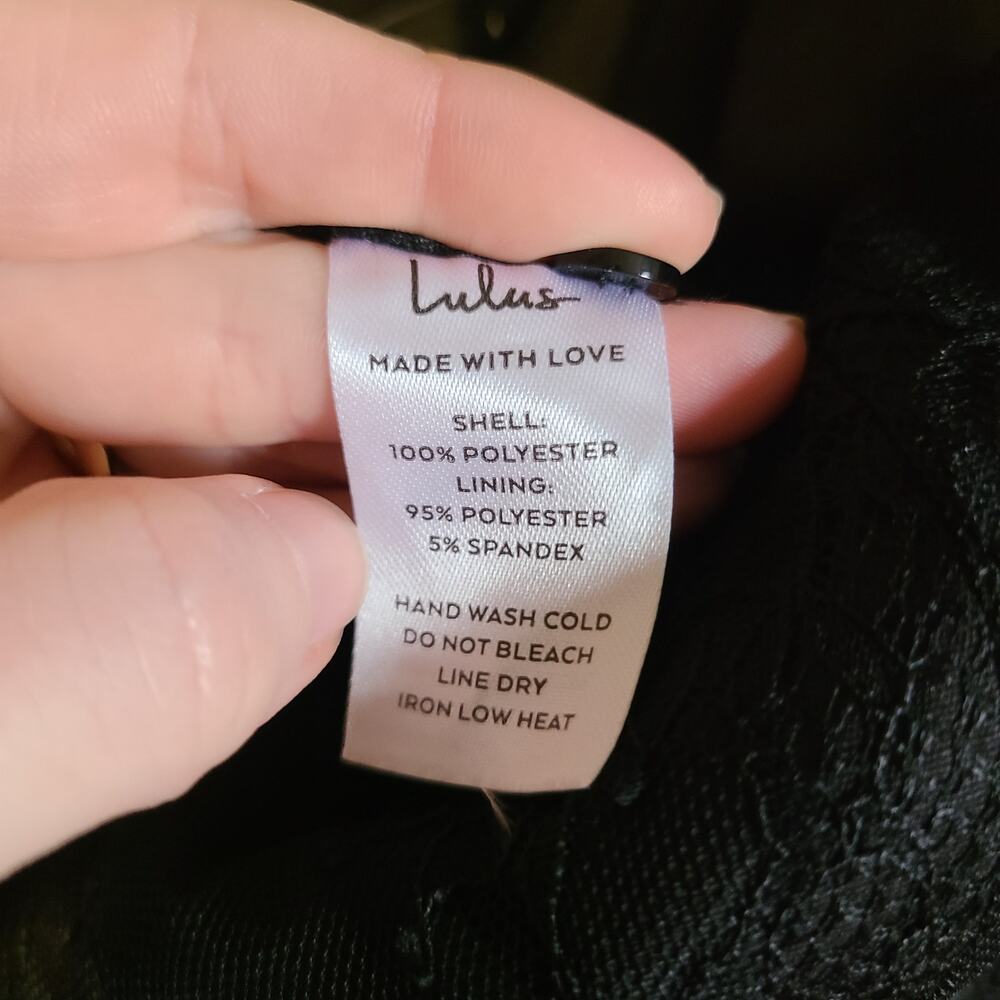 Lulus
MADE WITH LOVE
SHELL:
100% POLYESTER
LINING:
95% POLYESTER
5% SPANDEX
HAND WASH COLD
DO NOT BLEACH
LINE DRY
IRON LOW HEAT